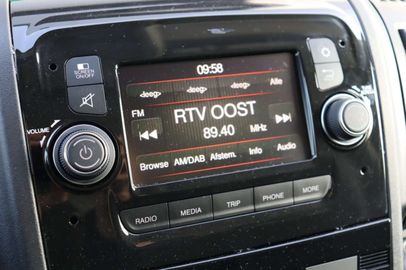 SCREEN
ON/OFF
09:58
<leeg> <leeg> <leeg> Alle
FM
RTV OOST
89.40 MHz
VOLUME
Browse AM/DAB Afstem. Info Audio
RADIO MEDIA TRIP PHONE MORE